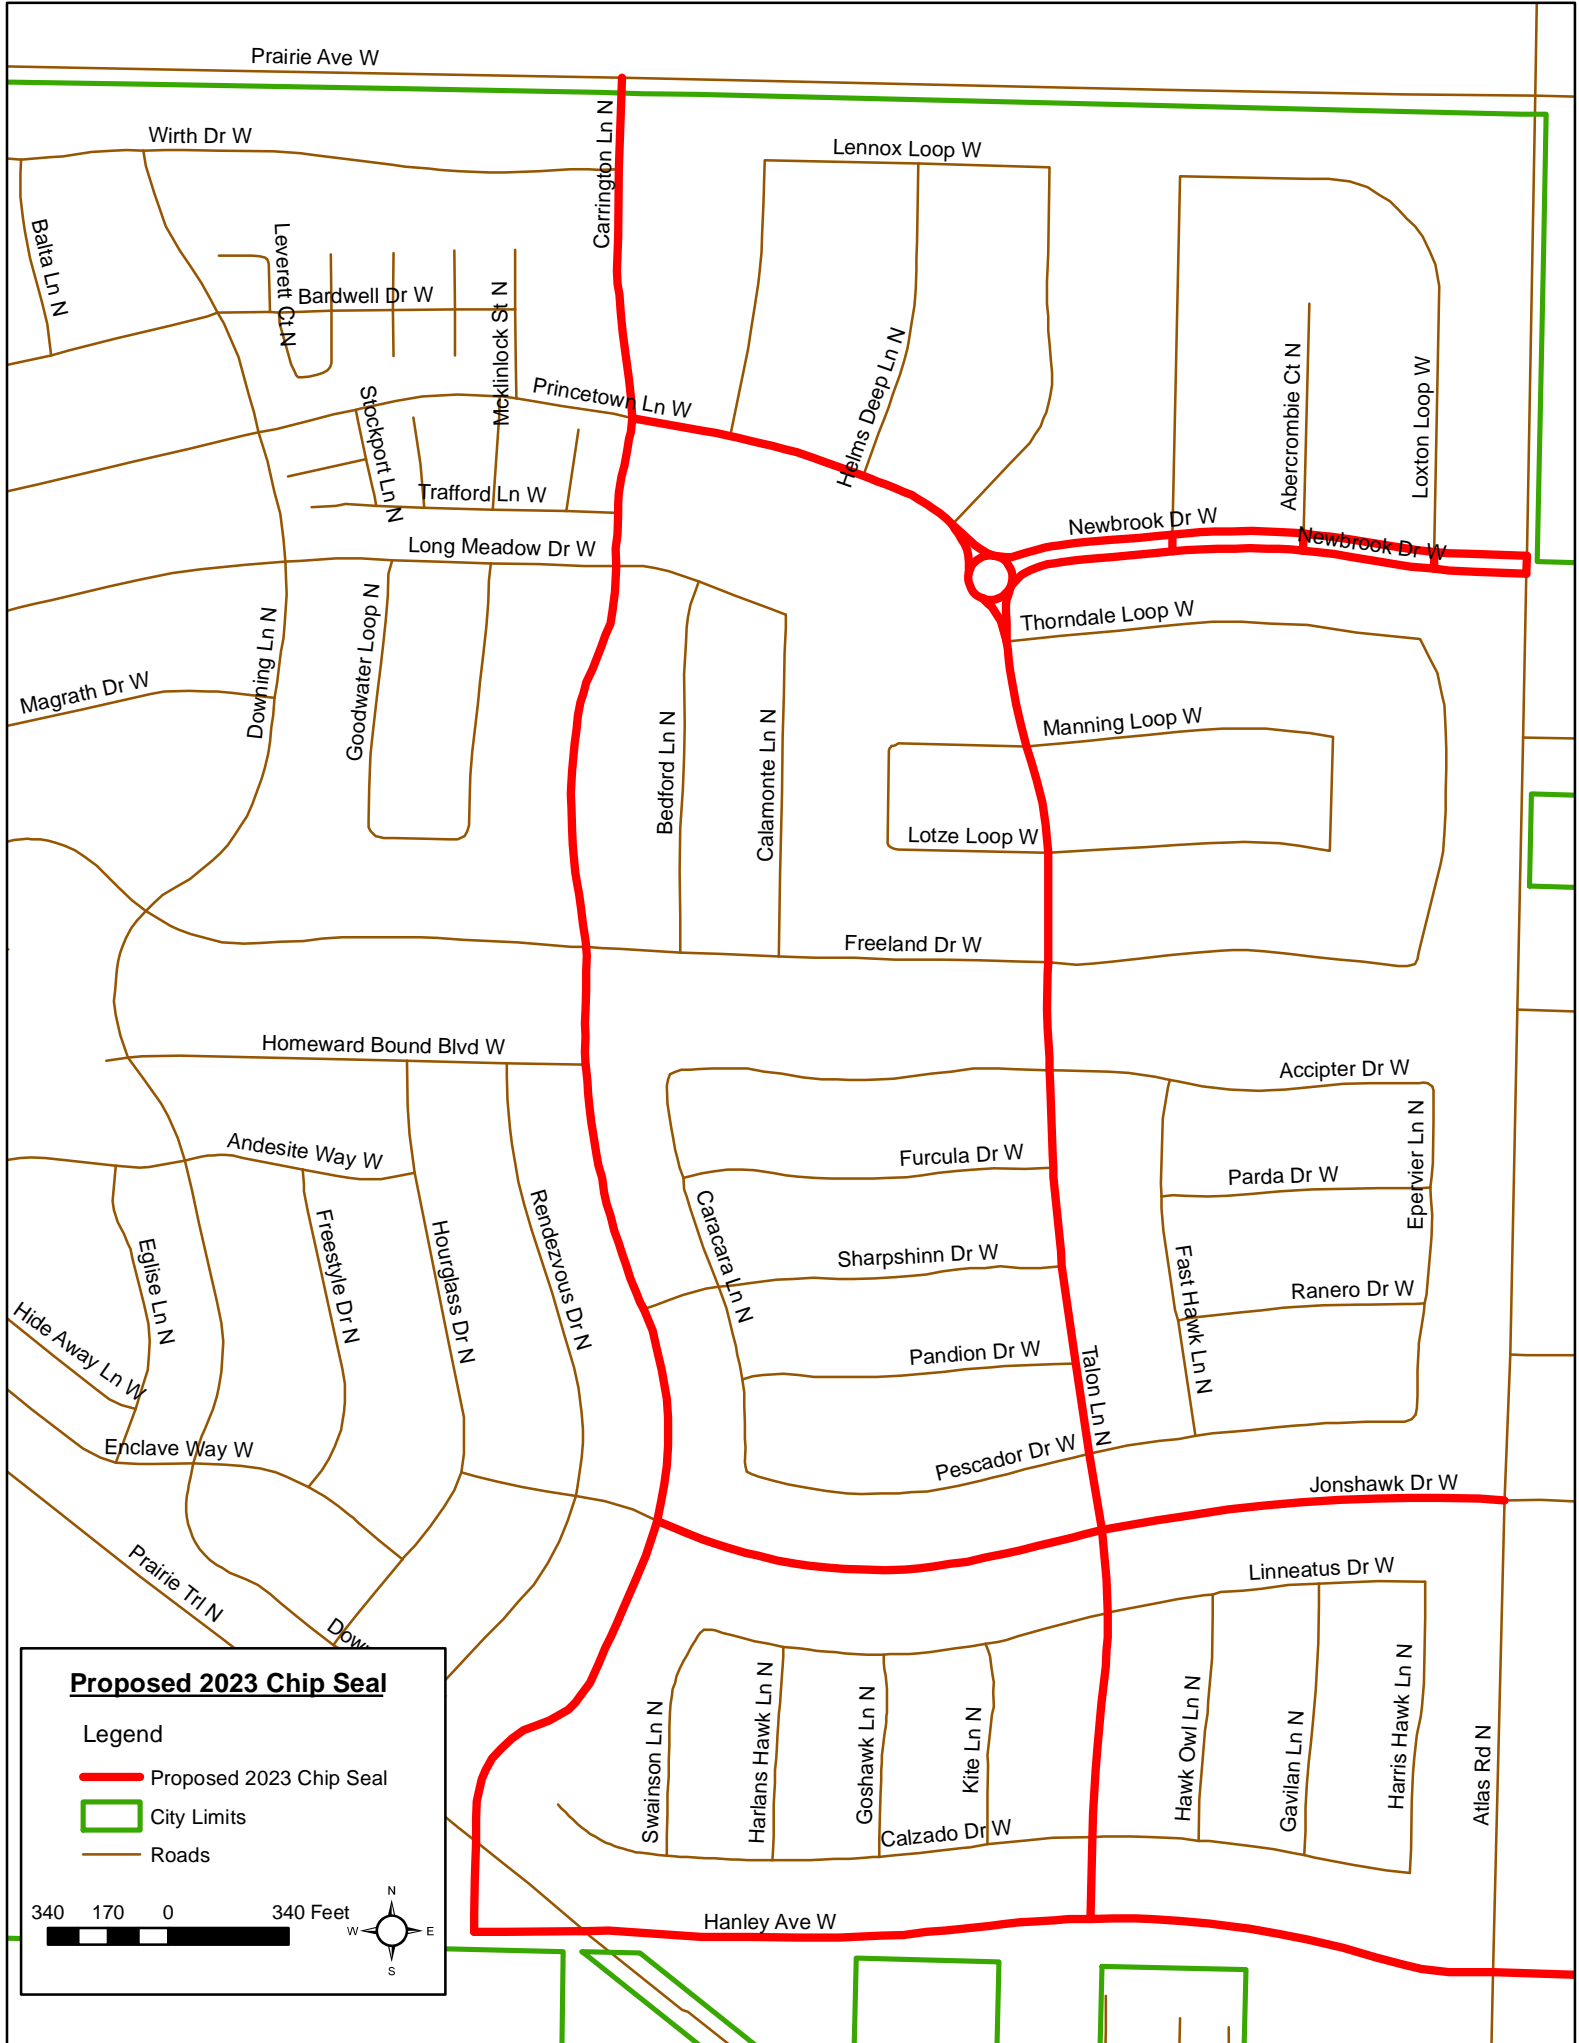 Prairie Ave W
Wirth Dr W
Carrington Ln N
Lennox Loop W
Balta Ln N
Leverett Ct N
Bardwell Dr W
Mcklinlock St N
Princetown Ln W
Helms Deep Ln N
Abercrombie Ct N
Loxton Loop W
Stockport Ln N
Trafford Ln W
Newbrook Dr W
Newbrook Dr W
Long Meadow Dr W
Downing Ln N
Goodwater Loop N
Thorndale Loop W
Magrath Dr W
Bedford Ln N
Calamonte Ln N
Manning Loop W
Lotze Loop W
Freeland Dr W
Homeward Bound Blvd W
Accipter Dr W
Andesite Way W
Furcula Dr W
Parda Dr W
Epervier Ln N
Eglise Ln N
Freestyle Dr N
Hourglass Dr N
Rendezvous Dr N
Caracara Ln N
Sharpshinn Dr W
Fast Hawk Ln N
Ranero Dr W
Hide Away Ln W
Pandion Dr W
Talon Ln N
Enclave Way W
Pescador Dr W
Jonshawk Dr W
Prairie Trl N
Linneatus Dr W
Swainson Ln N
Harlans Hawk Ln N
Goshawk Ln N
Kite Ln N
Hawk Owl Ln N
Gavilan Ln N
Harris Hawk Ln N
Atlas Rd N
Calzado Dr W
Hanley Ave W
Proposed 2023 Chip Seal
Legend
Proposed 2023 Chip Seal
City Limits
Roads
340 170 0 340 Feet
N
W E
S